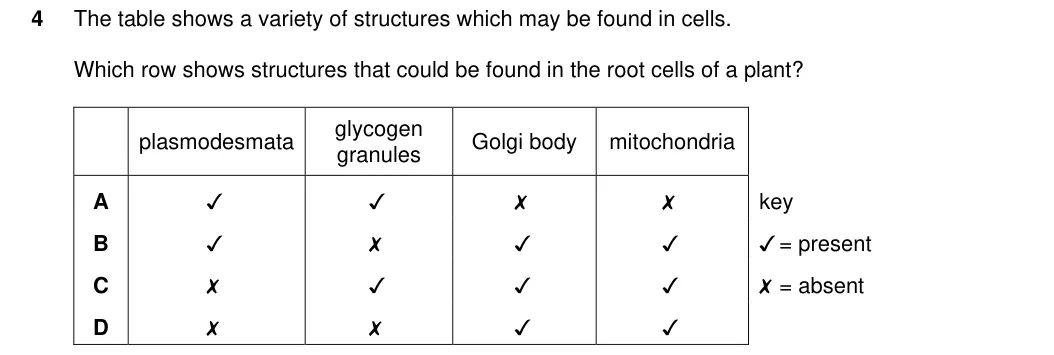 4 The table shows a variety of structures which may be found in cells.
Which row shows structures that could be found in the root cells of a plant?
plasmodesmata glycogen granules Golgi body mitochondria
A ✓ ✓ ✗ ✗ key
B ✓ ✗ ✓ ✓ ✓ = present
C ✗ ✓ ✓ ✓ ✗ = absent
D ✗ ✗ ✓ ✓